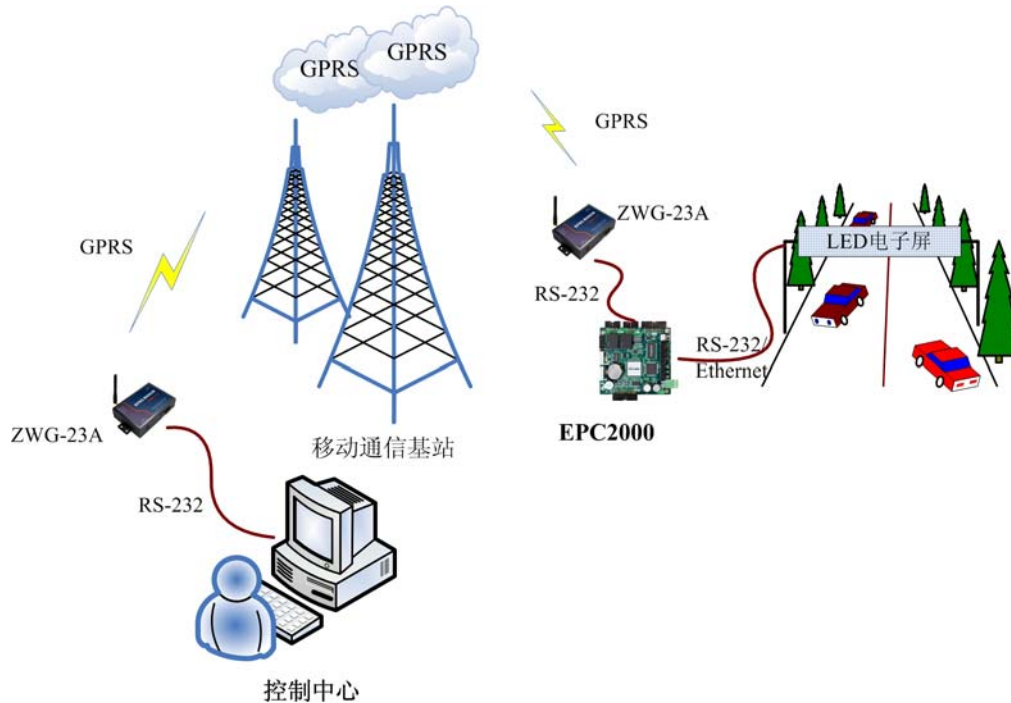 GPRS
GPRS
GPRS
ZWG-23A
LED电子屏
GPRS
RS-232
RS-232/
Ethernet
EPC2000
ZWG-23A
移动通信基站
RS-232
控制中心